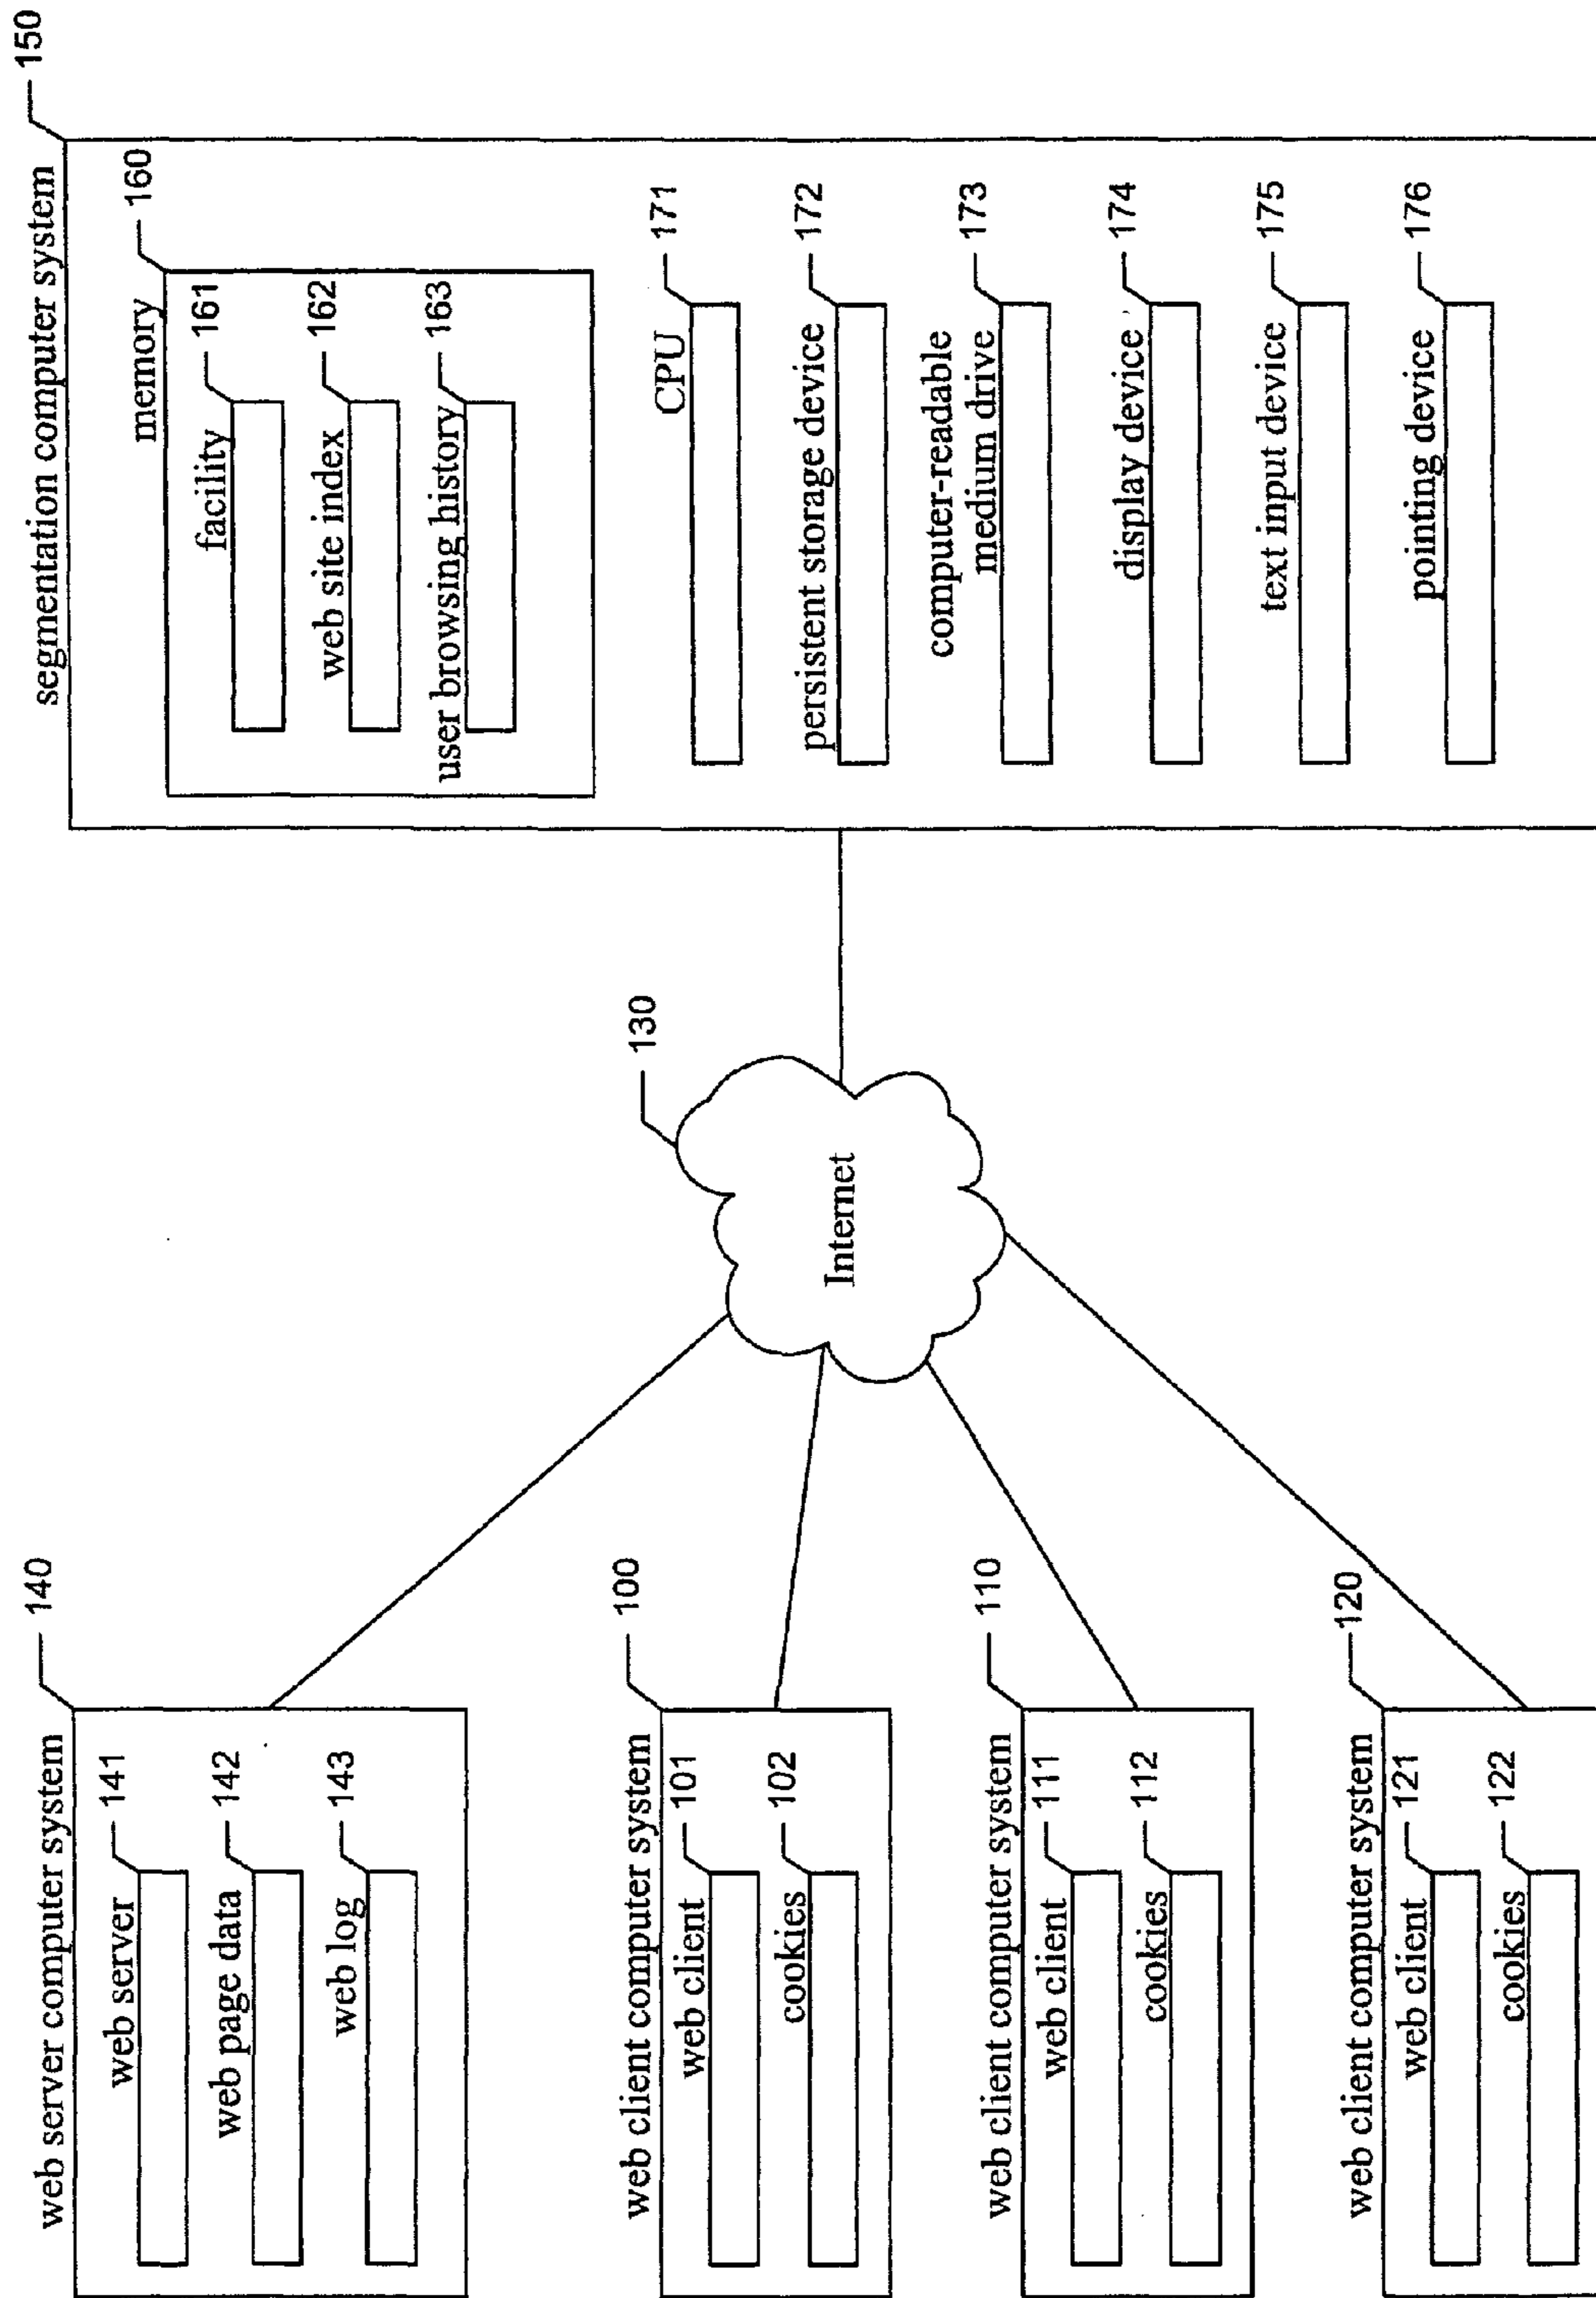 web server computer system
140
web server
141
web page data
142
web log
143
web client computer system
100
web client
101
cookies
102
web client computer system
110
web client
111
cookies
112
web client computer system
120
web client
121
cookies
122
Internet
130
segmentation computer system
150
memory
160
facility
161
web site index
162
user browsing history
163
CPU
171
persistent storage device
172
computer-readable
medium drive
173
display device
174
text input device
175
pointing device
176